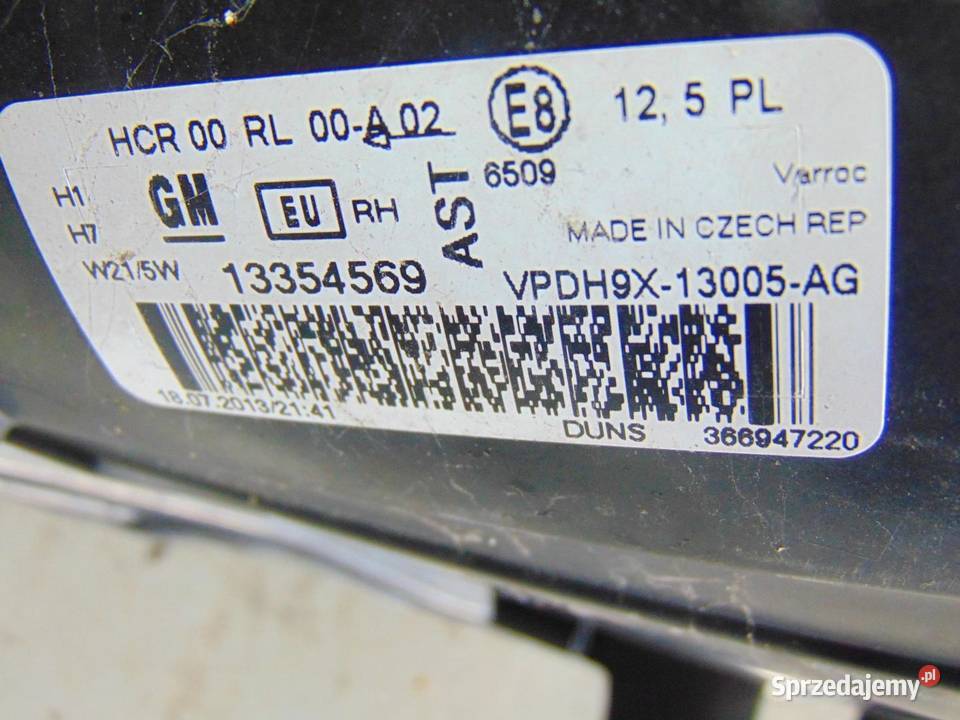 HCR 00 RL 00-A 02 E8 12, 5 PL
6509
H1 GM EU RH AST Varroc
H7 MADE IN CZECH REP
W21/5W 13354569 VPDH9X-13005-AG
18.07.2013/21:41 DUNS 366947220
Sprzedajemy.pl